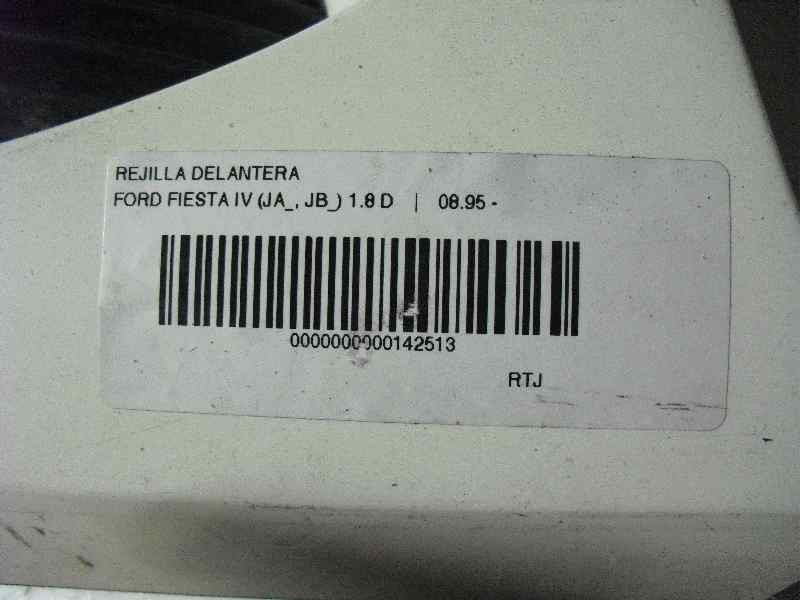 REJILLA DELANTERA
FORD FIESTA IV (JA_, JB_) 1.8 D | 08.95 -
0000000000142513
RTJ